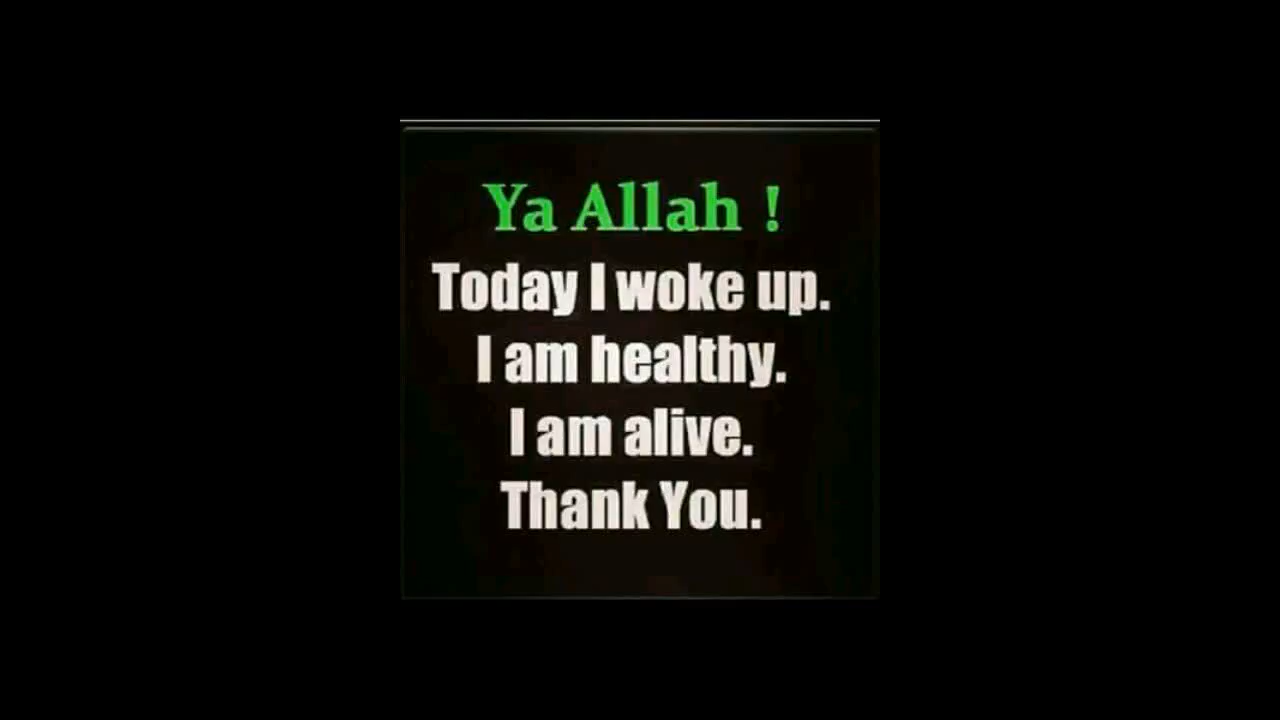 Ya Allah !
Today I woke up.
I am healthy.
I am alive.
Thank You.